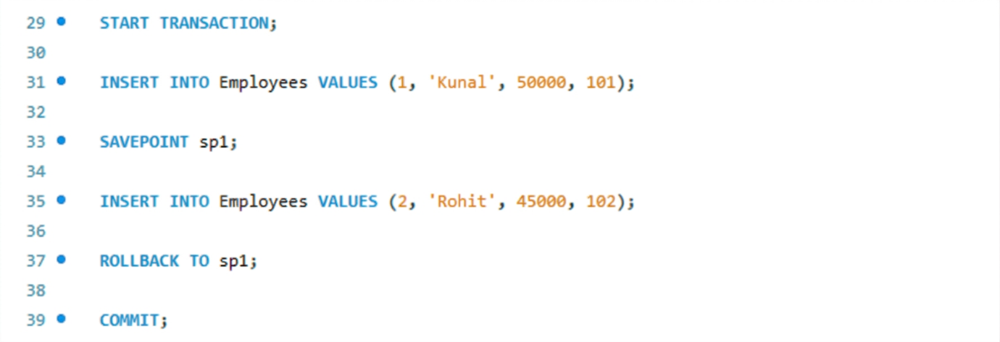 29 START TRANSACTION;
30
31 INSERT INTO Employees VALUES (1, 'Kunal', 50000, 101);
32
33 SAVEPOINT sp1;
34
35 INSERT INTO Employees VALUES (2, 'Rohit', 45000, 102);
36
37 ROLLBACK TO sp1;
38
39 COMMIT;